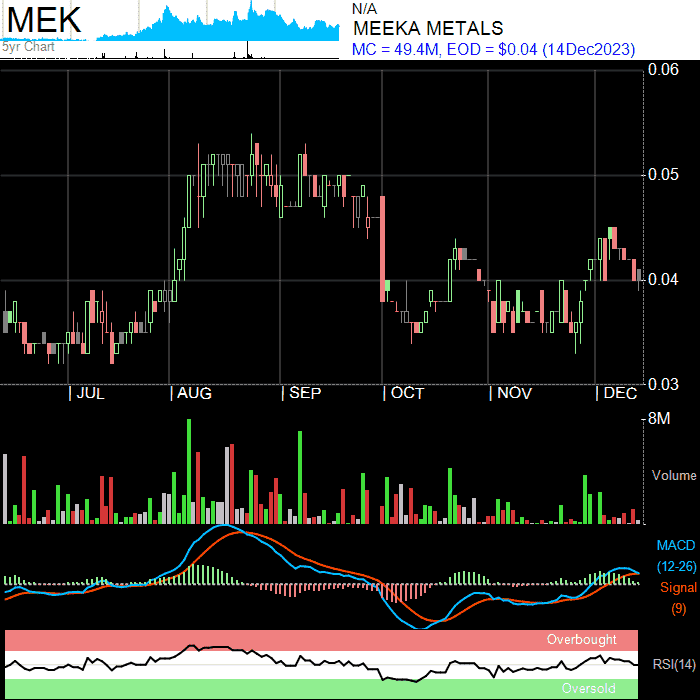 MEK
5yr Chart
N/A
MEEKA METALS
MC = 49.4M, EOD = $0.04 (14Dec2023)
0.06
0.05
0.04
0.03
| JUL | AUG | SEP | OCT | NOV | DEC
8M
Volume
MACD
(12-26)
Signal
(9)
Overbought
RSI(14)
Oversold